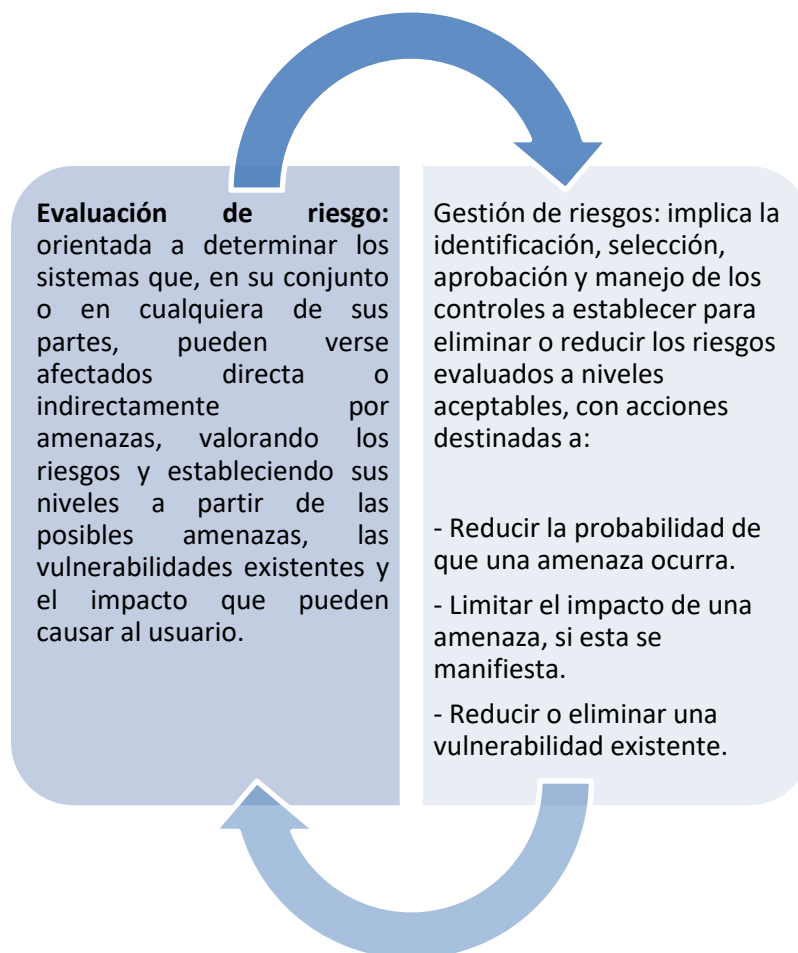 Evaluación de riesgo:
orientada a determinar los
sistemas que, en su conjunto
o en cualquiera de sus
partes, pueden verse
afectados directa o
indirectamente por
amenazas, valorando los
riesgos y estableciendo sus
niveles a partir de las
posibles amenazas, las
vulnerabilidades existentes y
el impacto que pueden
causar al usuario.
Gestión de riesgos: implica la
identificación, selección,
aprobación y manejo de los
controles a establecer para
eliminar o reducir los riesgos
evaluados a niveles
aceptables, con acciones
destinadas a:
- Reducir la probabilidad de
que una amenaza ocurra.
- Limitar el impacto de una
amenaza, si esta se
manifiesta.
- Reducir o eliminar una
vulnerabilidad existente.